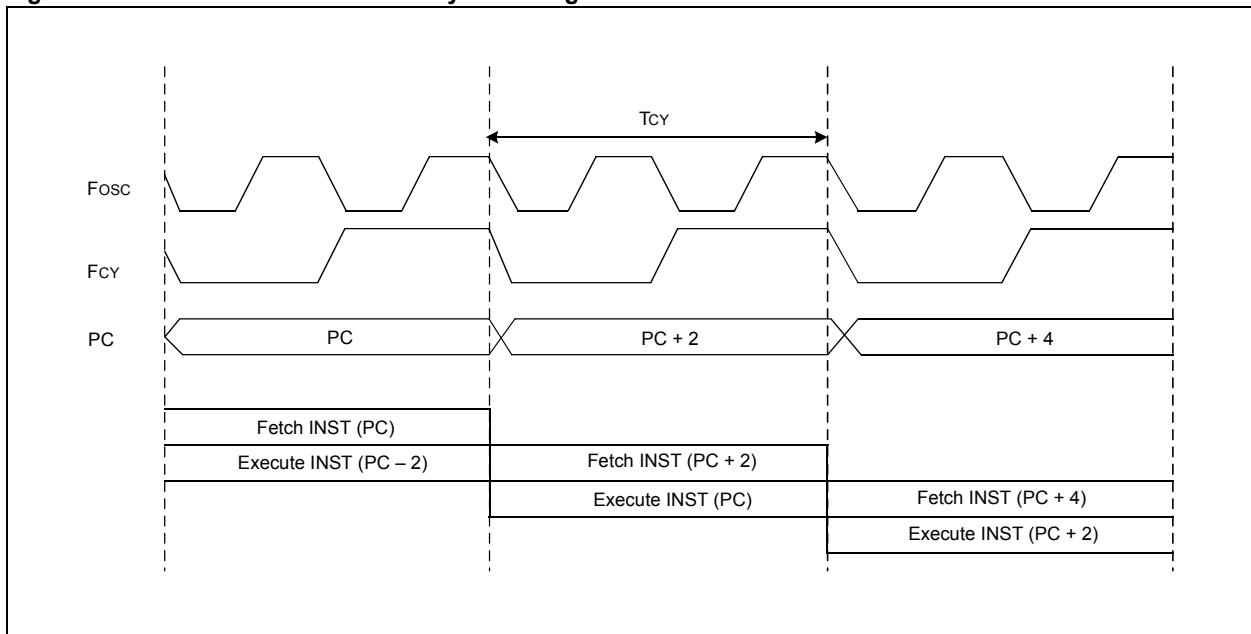 TCY
FOSC
FCY
PC
PC
PC + 2
PC + 4
Fetch INST (PC)
Execute INST (PC – 2)
Fetch INST (PC + 2)
Execute INST (PC)
Fetch INST (PC + 4)
Execute INST (PC + 2)